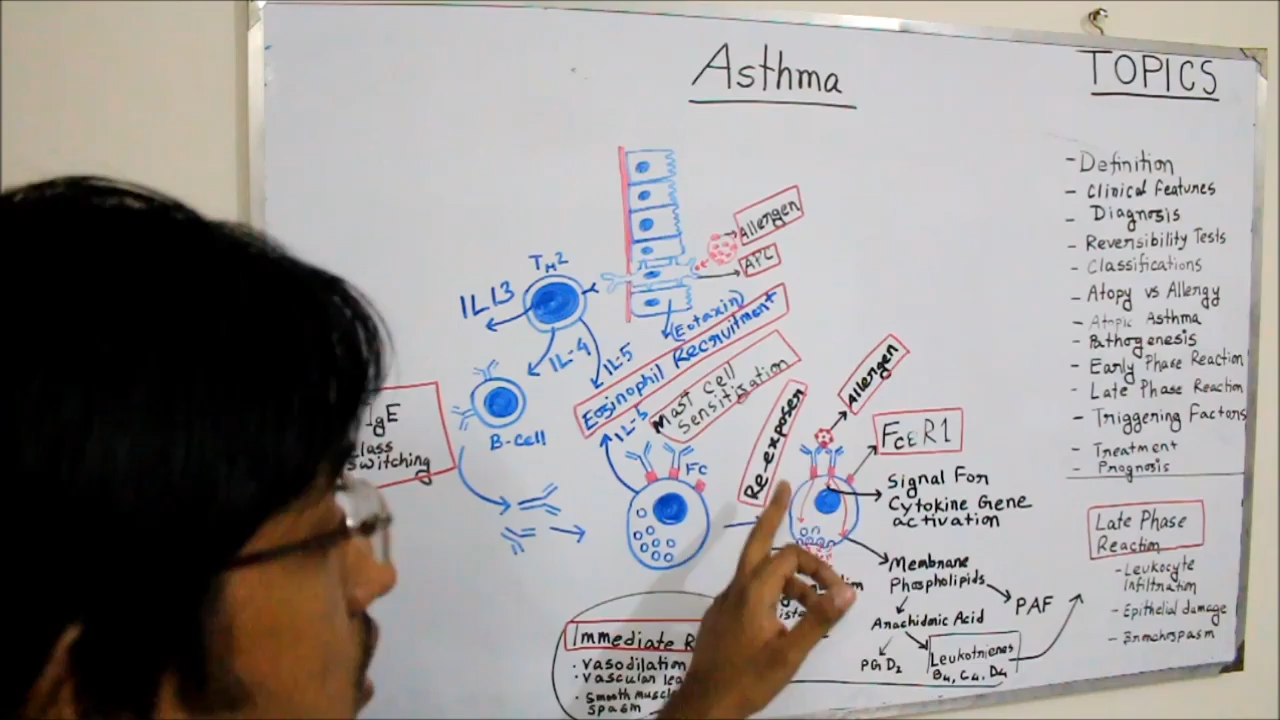 Asthma
TOPICS
- Definition
- Clinical features
- Diagnosis
- Reversibility Tests
- Classifications
- Atopy vs Allergy
- Atopic Asthma
- Pathogenesis
- Early Phase Reaction
- Late Phase Reaction
- Triggering Factors
- Treatment
- Prognosis
Allergen
APC
TH2
IL13
IL-4
IL-5
(Eotaxin)
Eosinophil Recruitment
IL-5
Mast Cell
Sensitization
B-cell
IgE
class
switching
Fc
Re-exposer
Allergen
FcεR1
Signal For
Cytokine Gene
activation
Membrane
Phospholipids
PAF
Arachidonic Acid
PGD2
Leukotrienes
B4, C4, D4
Immediate R
• Vasodilation
• Vascular lea
• Smooth muscle
spasm
Late Phase
Reaction
- Leukocyte
Infiltration
- Epithelial damage
- Bronchospasm